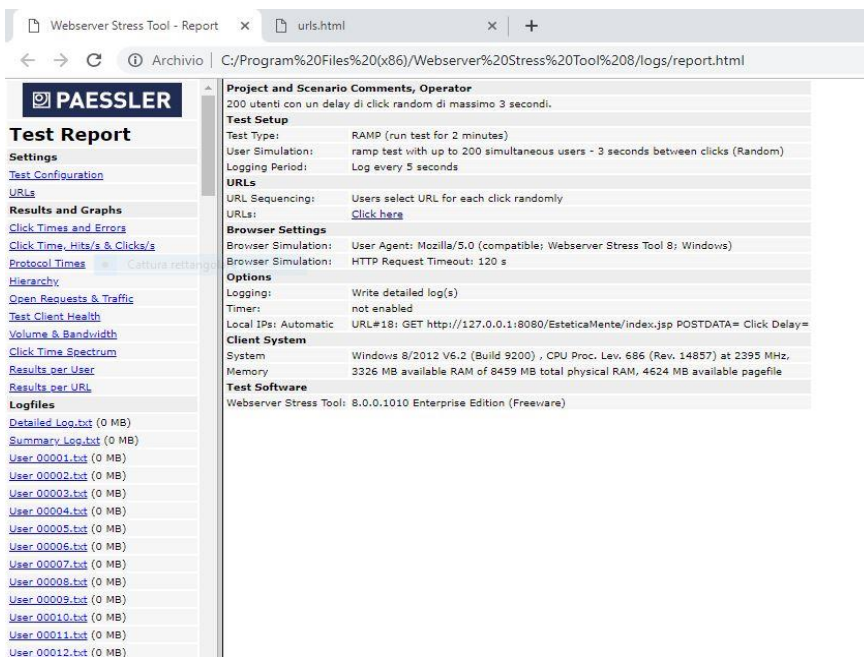 Webserver Stress Tool - Report
urls.html
Archivio
C:/Program%20Files%20(x86)/Webserver%20Stress%20Tool%208/logs/report.html
PAESSLER
Test Report
Settings
Test Configuration
URLs
Results and Graphs
Click Times and Errors
Click Time, Hits/s & Clicks/s
Protocol Times
Cattura rettangola
Hierarchy
Open Requests & Traffic
Test Client Health
Volume & Bandwidth
Click Time Spectrum
Results per User
Results per URL
Logfiles
Detailed Log.txt (0 MB)
Summary Log.txt (0 MB)
User 00001.txt (0 MB)
User 00002.txt (0 MB)
User 00003.txt (0 MB)
User 00004.txt (0 MB)
User 00005.txt (0 MB)
User 00006.txt (0 MB)
User 00007.txt (0 MB)
User 00008.txt (0 MB)
User 00009.txt (0 MB)
User 00010.txt (0 MB)
User 00011.txt (0 MB)
User 00012.txt (0 MB)
Project and Scenario Comments, Operator
200 utenti con un delay di click random di massimo 3 secondi.
Test Setup
Test Type: RAMP (run test for 2 minutes)
User Simulation: ramp test with up to 200 simultaneous users - 3 seconds between clicks (Random)
Logging Period: Log every 5 seconds
URLs
URL Sequencing: Users select URL for each click randomly
URLs: Click here
Browser Settings
Browser Simulation: User Agent: Mozilla/5.0 (compatible; Webserver Stress Tool 8; Windows)
Browser Simulation: HTTP Request Timeout: 120 s
Options
Logging: Write detailed log(s)
Timer: not enabled
Local IPs: Automatic URL#18: GET http://127.0.0.1:8080/EsteticaMente/index.jsp POSTDATA= Click Delay=
Client System
System Windows 8/2012 V6.2 (Build 9200) , CPU Proc. Lev. 686 (Rev. 14857) at 2395 MHz,
Memory 3326 MB available RAM of 8459 MB total physical RAM, 4624 MB available pagefile
Test Software
Webserver Stress Tool: 8.0.0.1010 Enterprise Edition (Freeware)